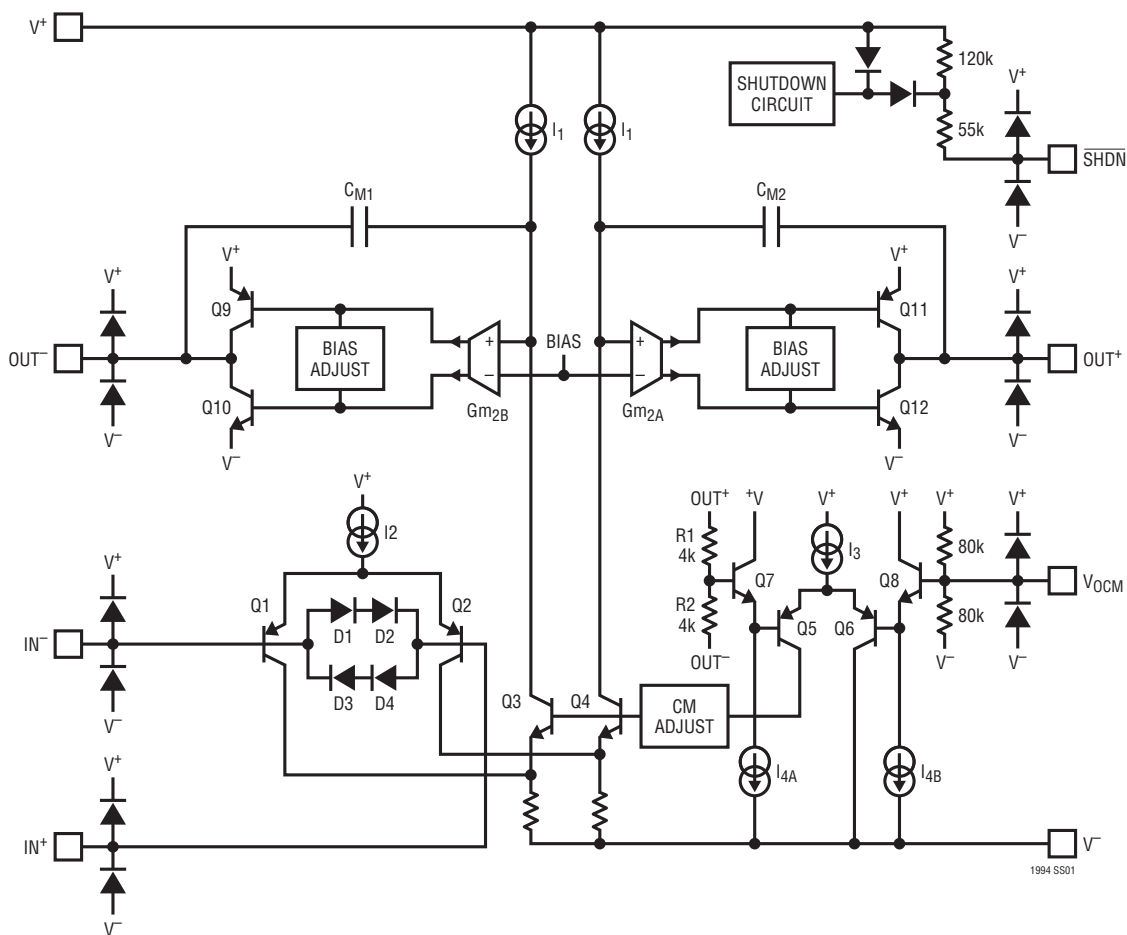 V+
120k
V+
SHUTDOWN
CIRCUIT
I1
I1
55k
SHDN
CM1
CM2
V–
V+
V+
V+
V+
Q9
Q11
BIAS
ADJUST
+
BIAS
+
BIAS
ADJUST
OUT–
OUT+
–
–
Q10
Gm2B
Gm2A
Q12
V–
V–
V–
V–
V+
OUT+
+V
V+
V+
V+
V+
I2
R1
4k
I3
80k
V+
Q1
Q2
Q7
Q8
VOCM
D1
D2
R2
4k
Q5
Q6
80k
IN–
OUT–
V–
V–
D3
D4
Q3
Q4
CM
ADJUST
V–
I4A
I4B
V+
IN+
V–
1994 SS01
V–